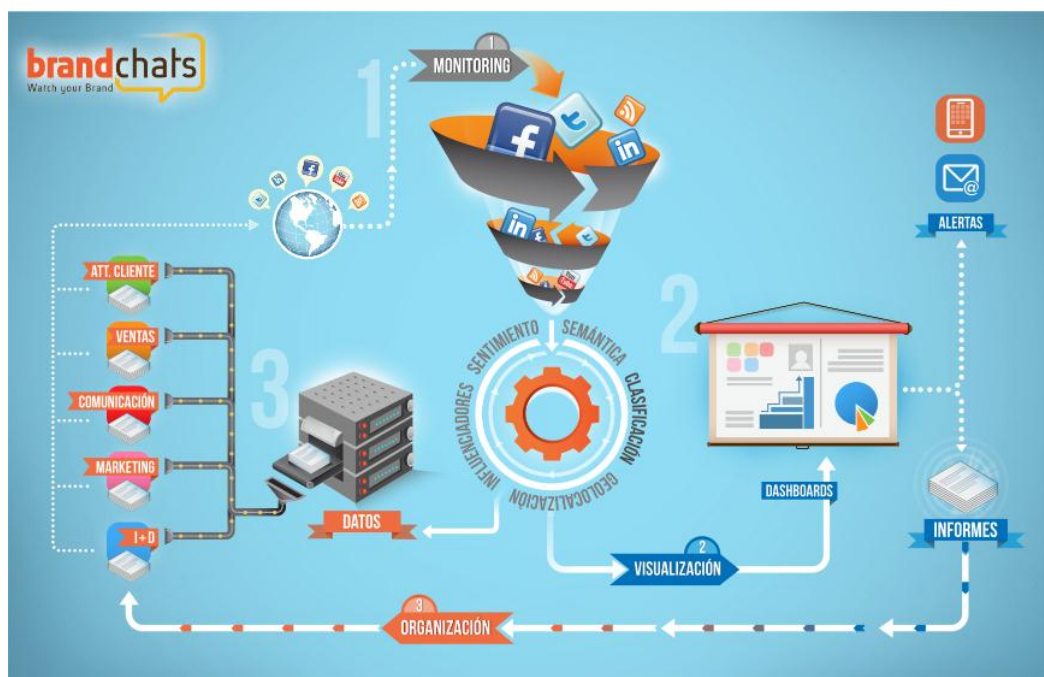 brandchats
Watch your Brand
1
1
MONITORING
ALERTAS
ATT. CLIENTE
VENTAS
COMUNICACIÓN
MARKETING
I+D
3
DATOS
INFLUENCIADORES
SENTIMIENTO
SEMÁNTICA
CLASIFICACIÓN
GEOLOCALIZACIÓN
2
DASHBOARDS
INFORMES
2
VISUALIZACIÓN
3
ORGANIZACIÓN